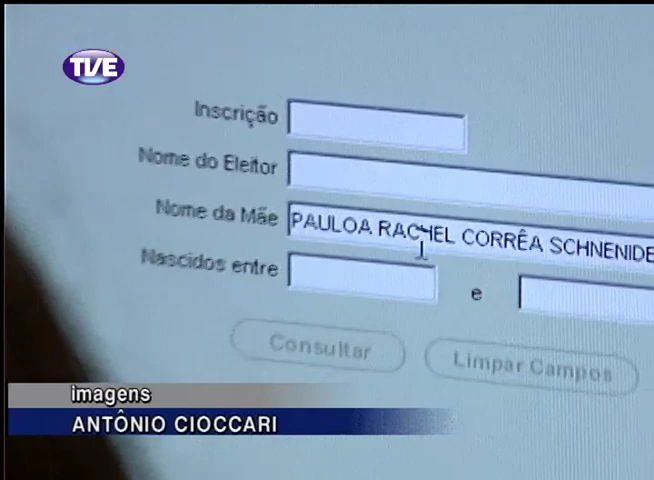 TVE
Inscrição
Nome do Eleitor
Nome da Mãe PAULOA RACHEL CORRÊA SCHNENIDE
Nascidos entre e
Consultar Limpar Campos
imagens
ANTÔNIO CIOCCARI